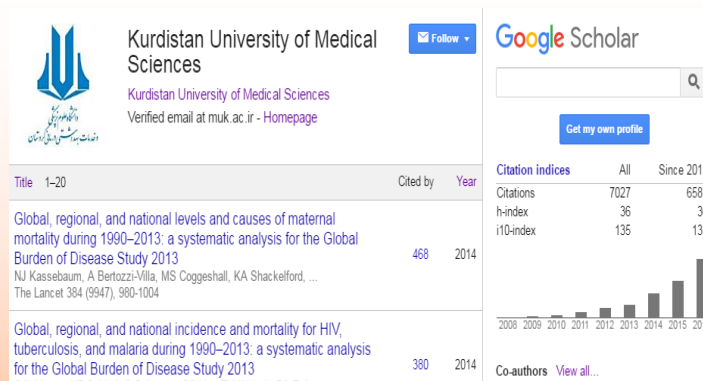 Kurdistan University of Medical
Sciences
Kurdistan University of Medical Sciences
Verified email at muk.ac.ir - Homepage
Follow
Title 1–20
Cited by
Year
Global, regional, and national levels and causes of maternal
mortality during 1990–2013: a systematic analysis for the Global
Burden of Disease Study 2013
NJ Kassebaum, A Bertozzi-Villa, MS Coggeshall, KA Shackelford, ...
The Lancet 384 (9947), 980-1004
468
2014
Global, regional, and national incidence and mortality for HIV,
tuberculosis, and malaria during 1990–2013: a systematic analysis
for the Global Burden of Disease Study 2013
380
2014
Google Scholar
Get my own profile
Citation indices All Since 201
Citations 7027 658
h-index 36 3
i10-index 135 13
2008 2009 2010 2011 2012 2013 2014 2015 20
Co-authors View all...